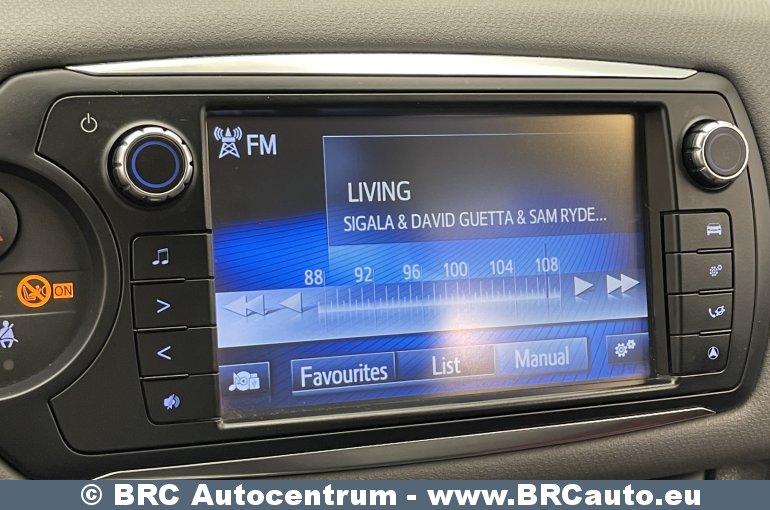 FM
LIVING
SIGALA & DAVID GUETTA & SAM RYDE...
88 92 96 100 104 108
ON
Favourites List Manual
© BRC Autocentrum - www.BRCauto.eu